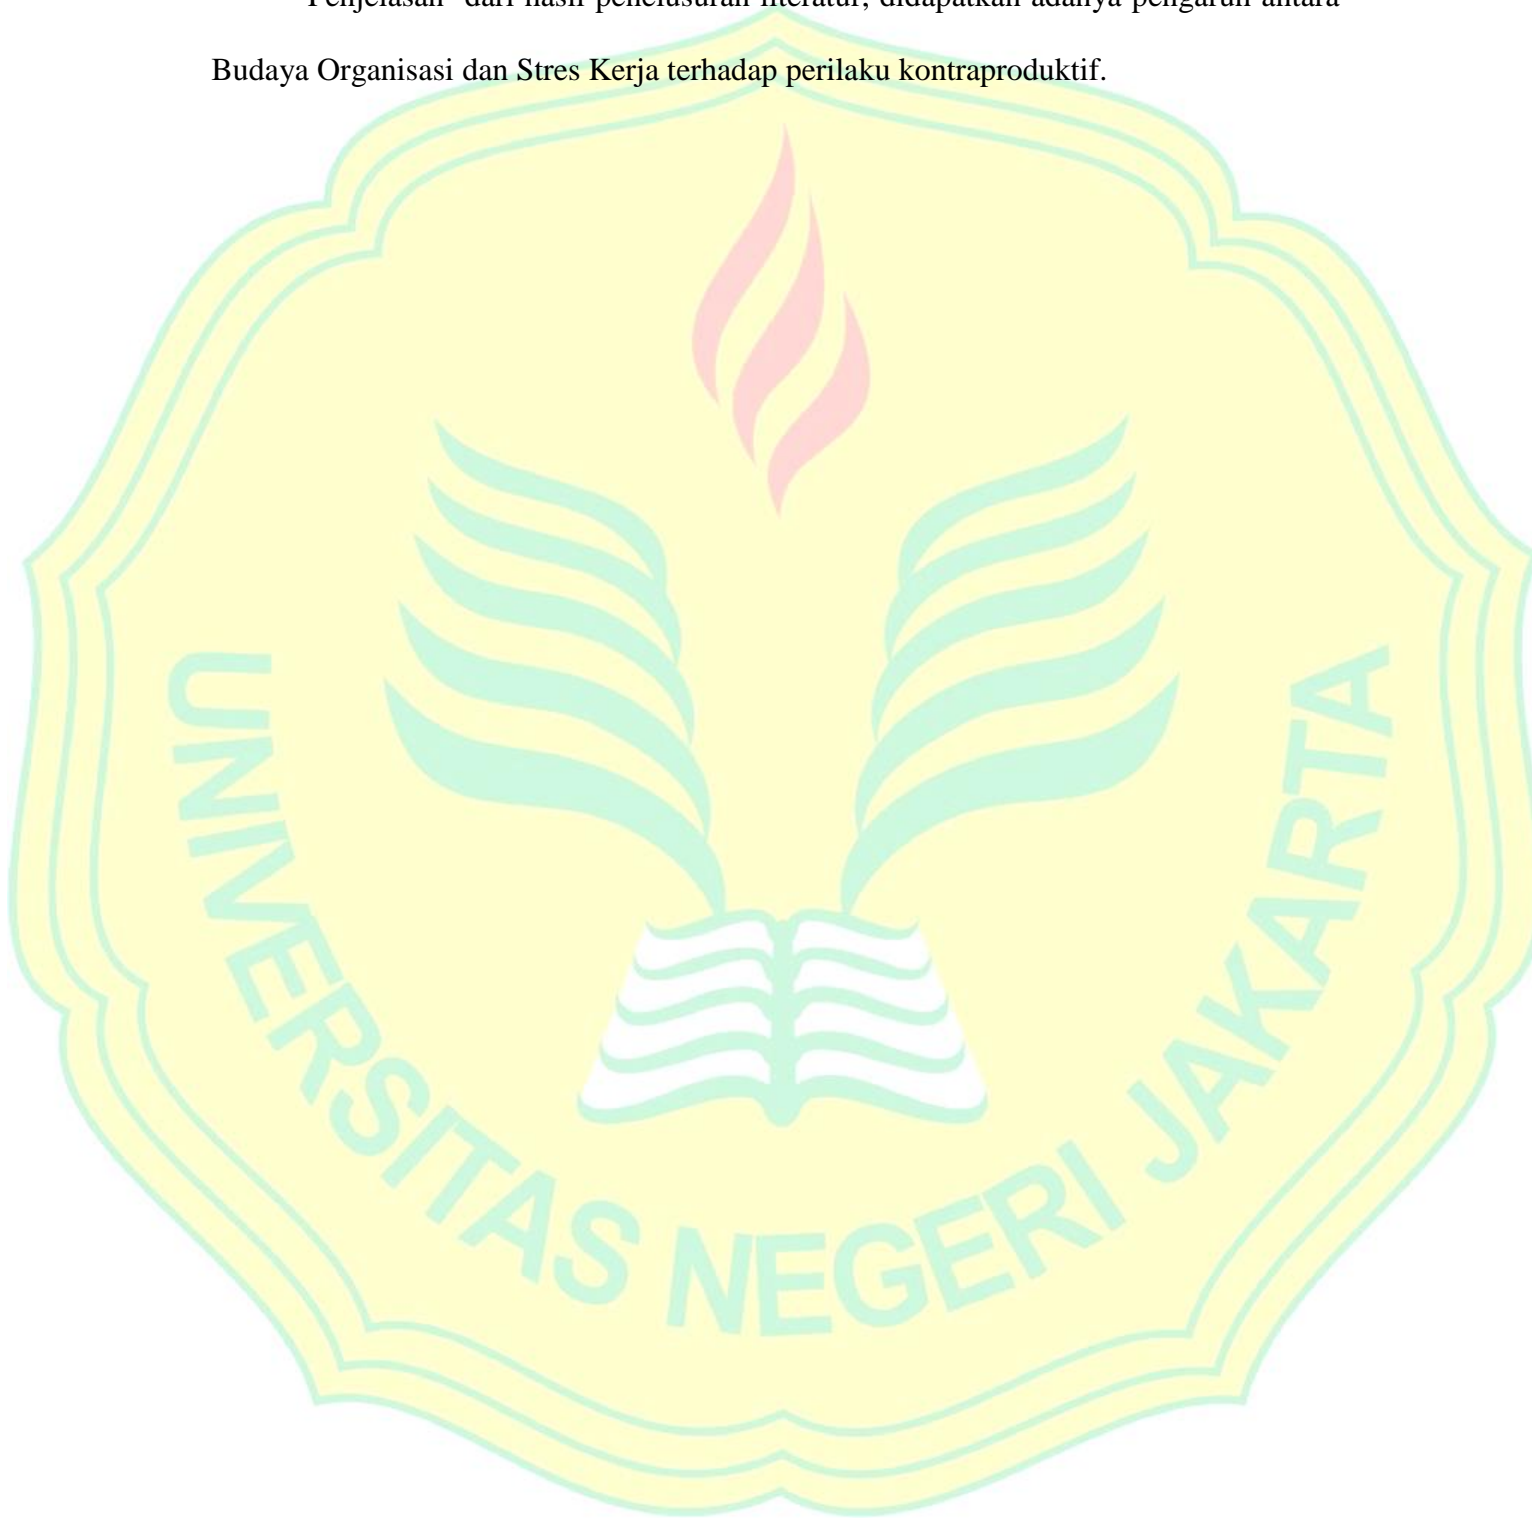 Penjelasan dari hasil penelusuran literatur, didapatkan adanya pengaruh antara
Budaya Organisasi dan Stres Kerja terhadap perilaku kontraproduktif.
UNIVERSITAS NEGERI JAKARTA